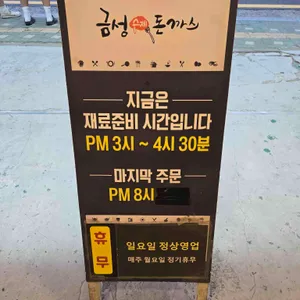 금성 수제 돈까스
지금은
재료준비 시간입니다
PM 3시 ~ 4시 30분
마지막 주문
PM 8시
휴무
일요일 정상영업
매주 월요일 정기휴무